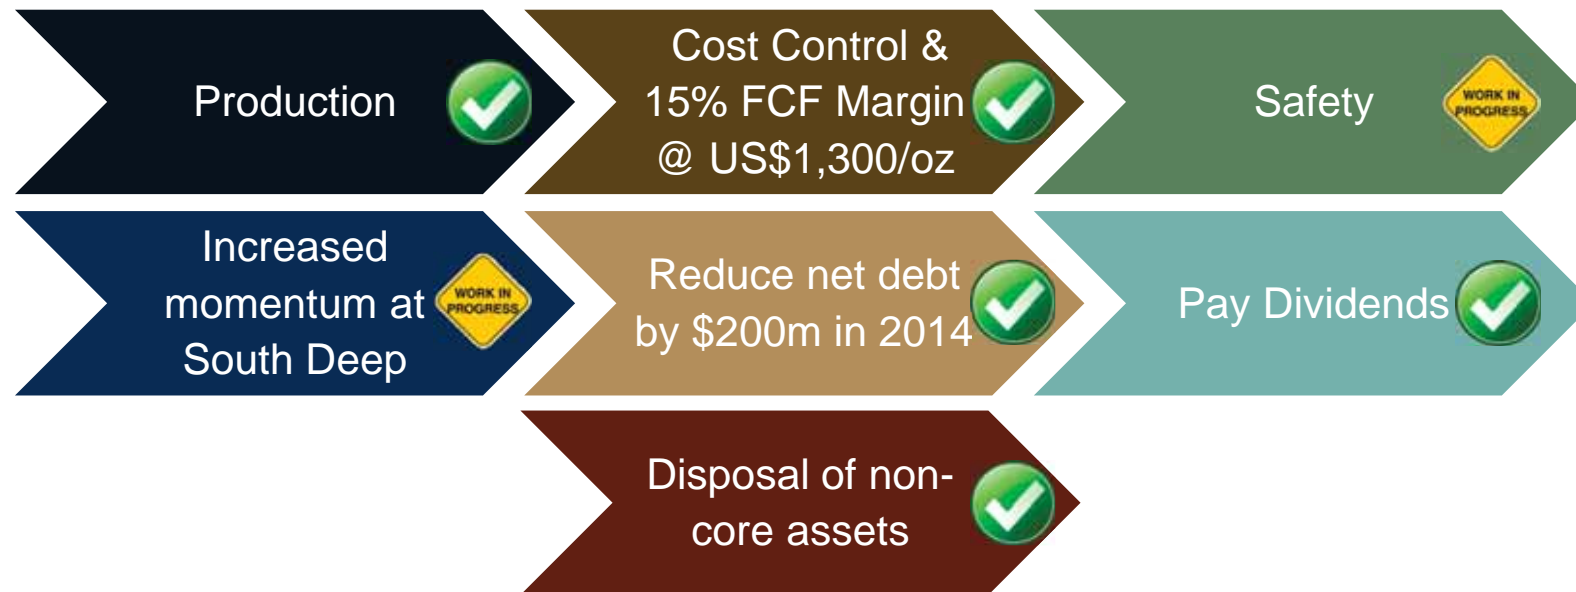 Production
Cost Control &
15% FCF Margin
@ US$1,300/oz
Safety
WORK IN
PROGRESS
Increased
momentum at
South Deep
WORK IN
PROGRESS
Reduce net debt
by $200m in 2014
Pay Dividends
Disposal of non-
core assets